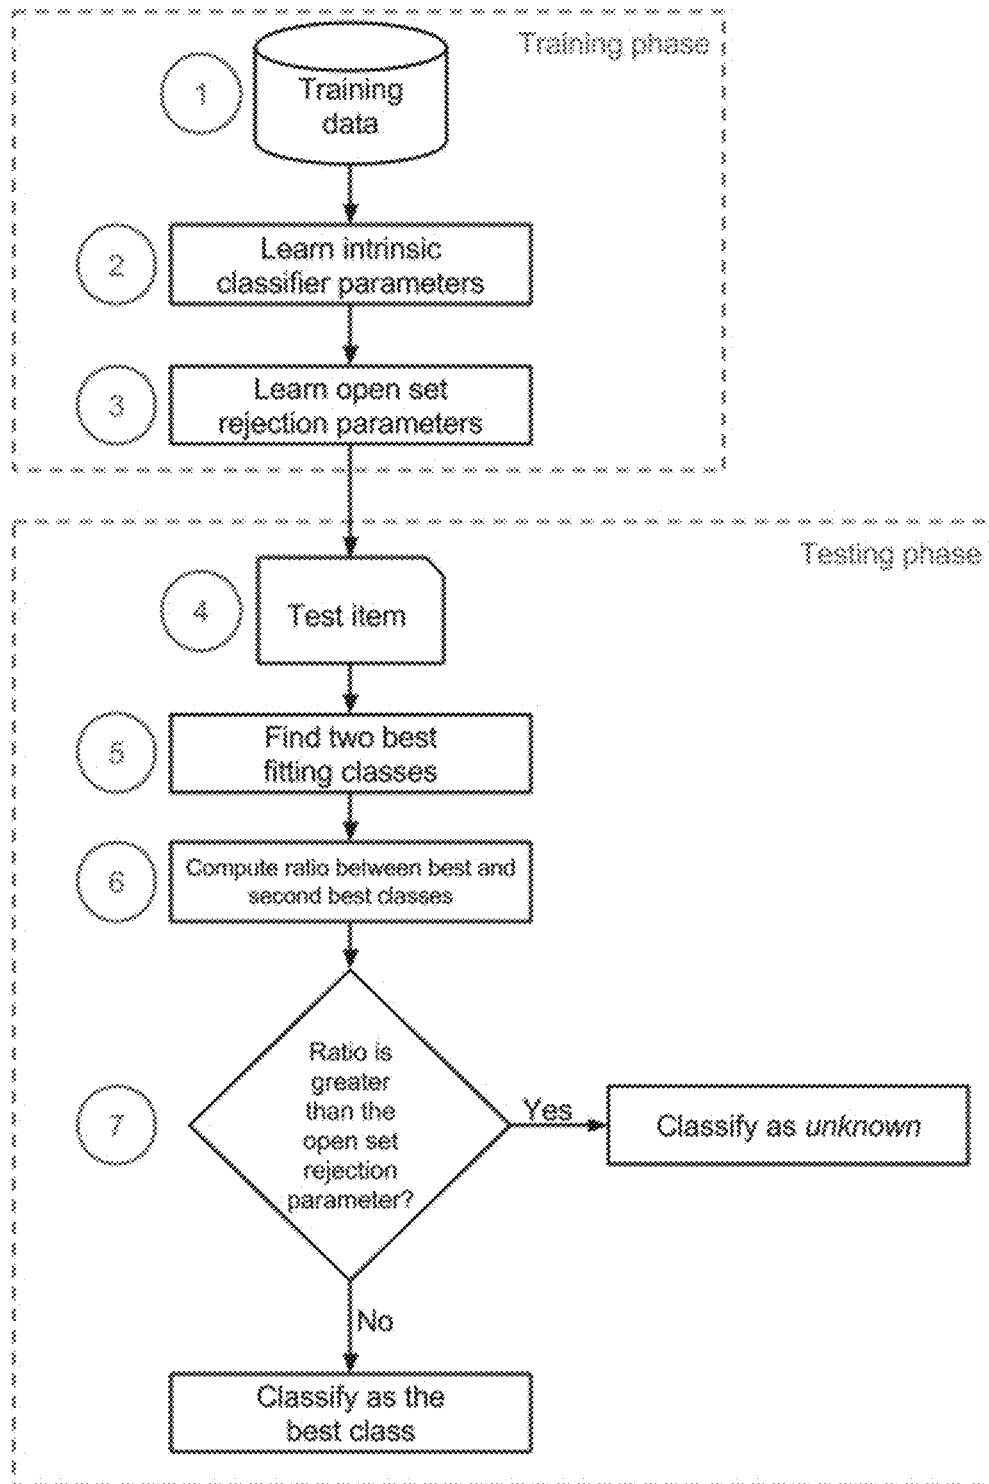 Training phase
1
Training
data
2
Learn intrinsic
classifier parameters
3
Learn open set
rejection parameters
Testing phase
4
Test item
5
Find two best
fitting classes
6
Compute ratio between best and
second best classes
7
Ratio is
greater
than the
open set
rejection
parameter?
Yes
Classify as unknown
No
Classify as the
best class